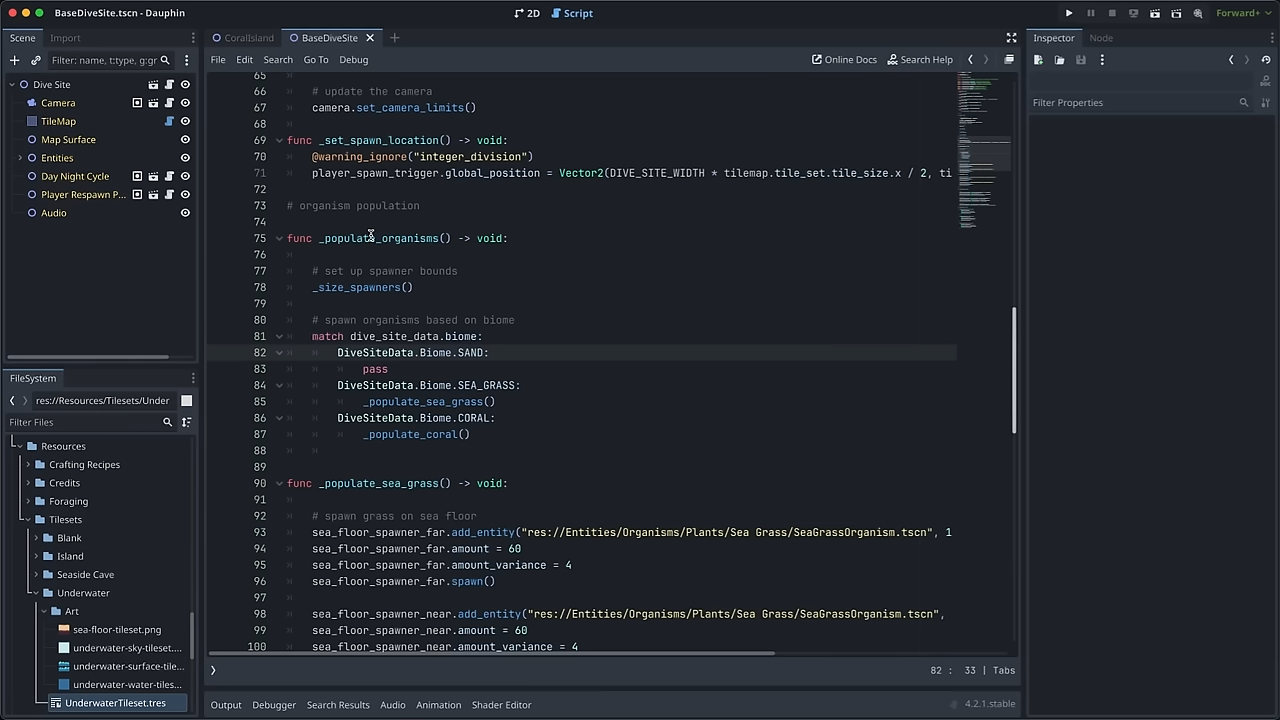 BaseDiveSite.tscn - Dauphin
2D
Script
Forward+
Scene
Import
Filter: name, t:type, g:gr
Dive Site
Camera
TileMap
Map Surface
Entities
Day Night Cycle
Player Respawn P...
Audio
FileSystem
res://Resources/Tilesets/Under
Filter Files
Resources
Crafting Recipes
Credits
Foraging
Tilesets
Blank
Island
Seaside Cave
Underwater
Art
sea-floor-tileset.png
underwater-sky-tileset....
underwater-surface-tile...
underwater-water-tiles...
UnderwaterTileset.tres
CoralIsland
BaseDiveSite
File Edit Search Go To Debug
Online Docs
Search Help
65
66 # update the camera
67 camera.set_camera_limits()
68
69 func _set_spawn_location() -> void:
70 @warning_ignore("integer_division")
71 player_spawn_trigger.global_position = Vector2(DIVE_SITE_WIDTH * tilemap.tile_set.tile_size.x / 2, ti
72
73 # organism population
74
75 func _populate_organisms() -> void:
76
77 # set up spawner bounds
78 _size_spawners()
79
80 # spawn organisms based on biome
81 match dive_site_data.biome:
82 DiveSiteData.Biome.SAND:
83 pass
84 DiveSiteData.Biome.SEA_GRASS:
85 _populate_sea_grass()
86 DiveSiteData.Biome.CORAL:
87 _populate_coral()
88
89
90 func _populate_sea_grass() -> void:
91
92 # spawn grass on sea floor
93 sea_floor_spawner_far.add_entity("res://Entities/Organisms/Plants/Sea Grass/SeaGrassOrganism.tscn", 1
94 sea_floor_spawner_far.amount = 60
95 sea_floor_spawner_far.amount_variance = 4
96 sea_floor_spawner_far.spawn()
97
98 sea_floor_spawner_near.add_entity("res://Entities/Organisms/Plants/Sea Grass/SeaGrassOrganism.tscn",
99 sea_floor_spawner_near.amount = 60
100 sea_floor_spawner_near.amount_variance = 4
82 : 33 | Tabs
Output Debugger Search Results Audio Animation Shader Editor
4.2.1.stable
Inspector
Node
Filter Properties